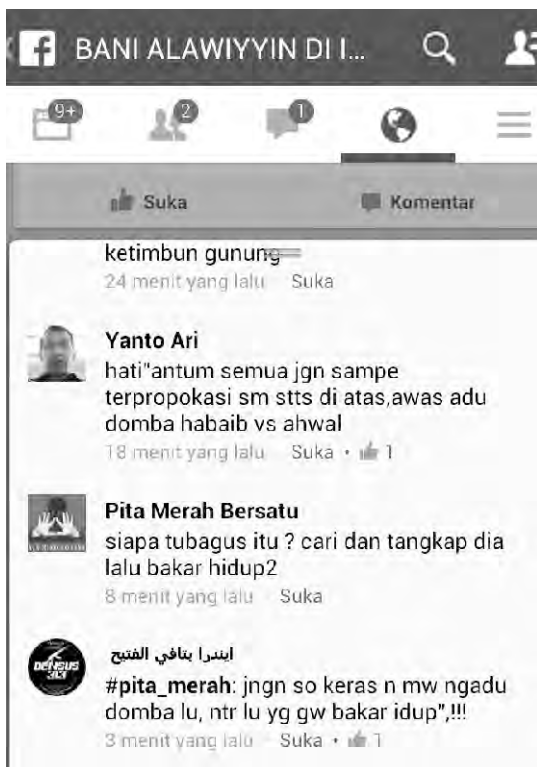 f BANI ALAWIYYIN DI I...
9+ 2 1
Suka Komentar
ketimbun gunung
24 menit yang lalu Suka
Yanto Ari
hati"antum semua jgn sampe
terpropokasi sm stts di atas,awas adu
domba habaib vs ahwal
18 menit yang lalu Suka • 1
Pita Merah Bersatu
siapa tubagus itu ? cari dan tangkap dia
lalu bakar hidup2
8 menit yang lalu Suka
ايندرا يتافي الفتيح
DENSUS
313
#pita_merah: jngn so keras n mw ngadu
domba lu, ntr lu yg gw bakar idup",!!!
3 menit yang lalu Suka • 1